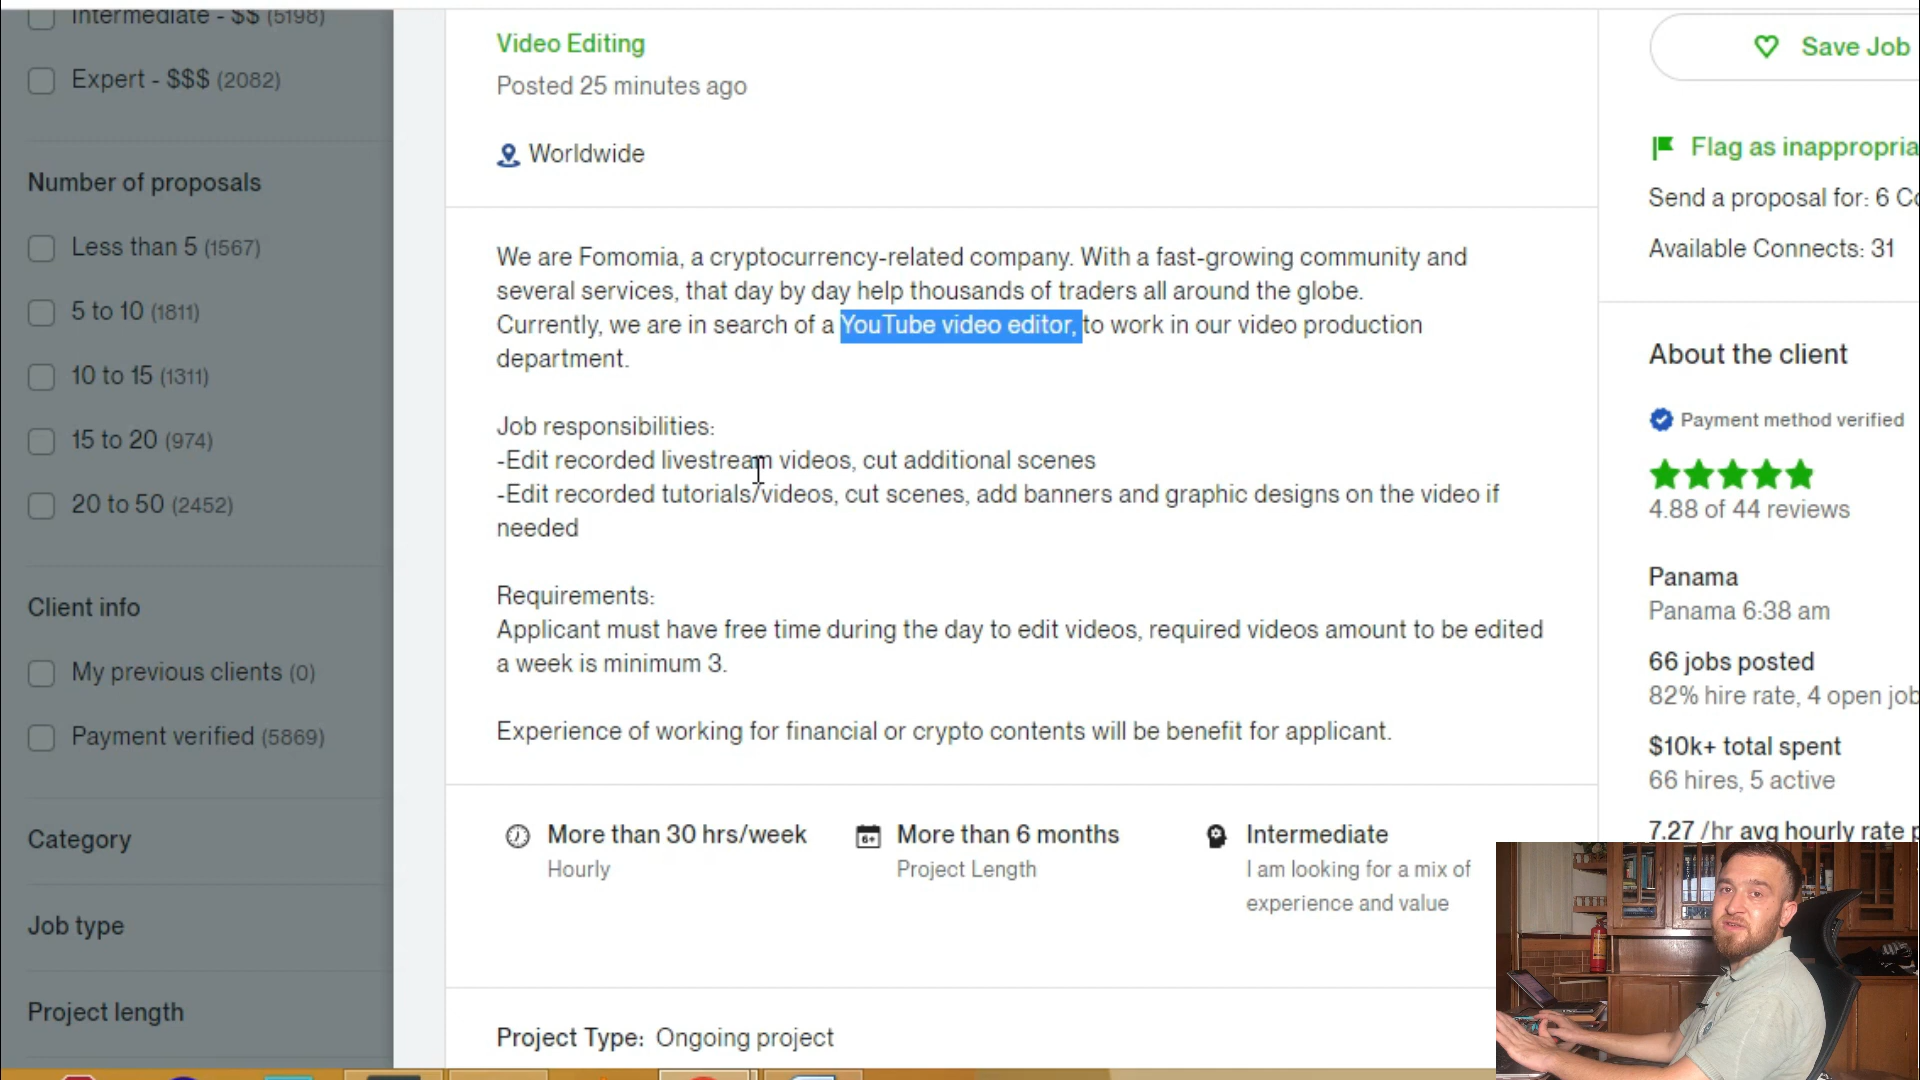 Intermediate - $$ (5198)
Expert - $$$ (2082)
Number of proposals
Less than 5 (1567)
5 to 10 (1811)
10 to 15 (1311)
15 to 20 (974)
20 to 50 (2452)
Client info
My previous clients (0)
Payment verified (5869)
Category
Job type
Project length
Video Editing
Posted 25 minutes ago
Worldwide
We are Fomomia, a cryptocurrency-related company. With a fast-growing community and
several services, that day by day help thousands of traders all around the globe.
Currently, we are in search of a YouTube video editor, to work in our video production
department.
Job responsibilities:
-Edit recorded livestream videos, cut additional scenes
-Edit recorded tutorials/videos, cut scenes, add banners and graphic designs on the video if
needed
Requirements:
Applicant must have free time during the day to edit videos, required videos amount to be edited
a week is minimum 3.
Experience of working for financial or crypto contents will be benefit for applicant.
More than 30 hrs/week
Hourly
6+
More than 6 months
Project Length
Intermediate
I am looking for a mix of
experience and value
Project Type: Ongoing project
Save Job
Flag as inappropria
Send a proposal for: 6 Co
Available Connects: 31
About the client
Payment method verified
4.88 of 44 reviews
Panama
Panama 6:38 am
66 jobs posted
82% hire rate, 4 open job
$10k+ total spent
66 hires, 5 active
7.27 /hr avg hourly rate p